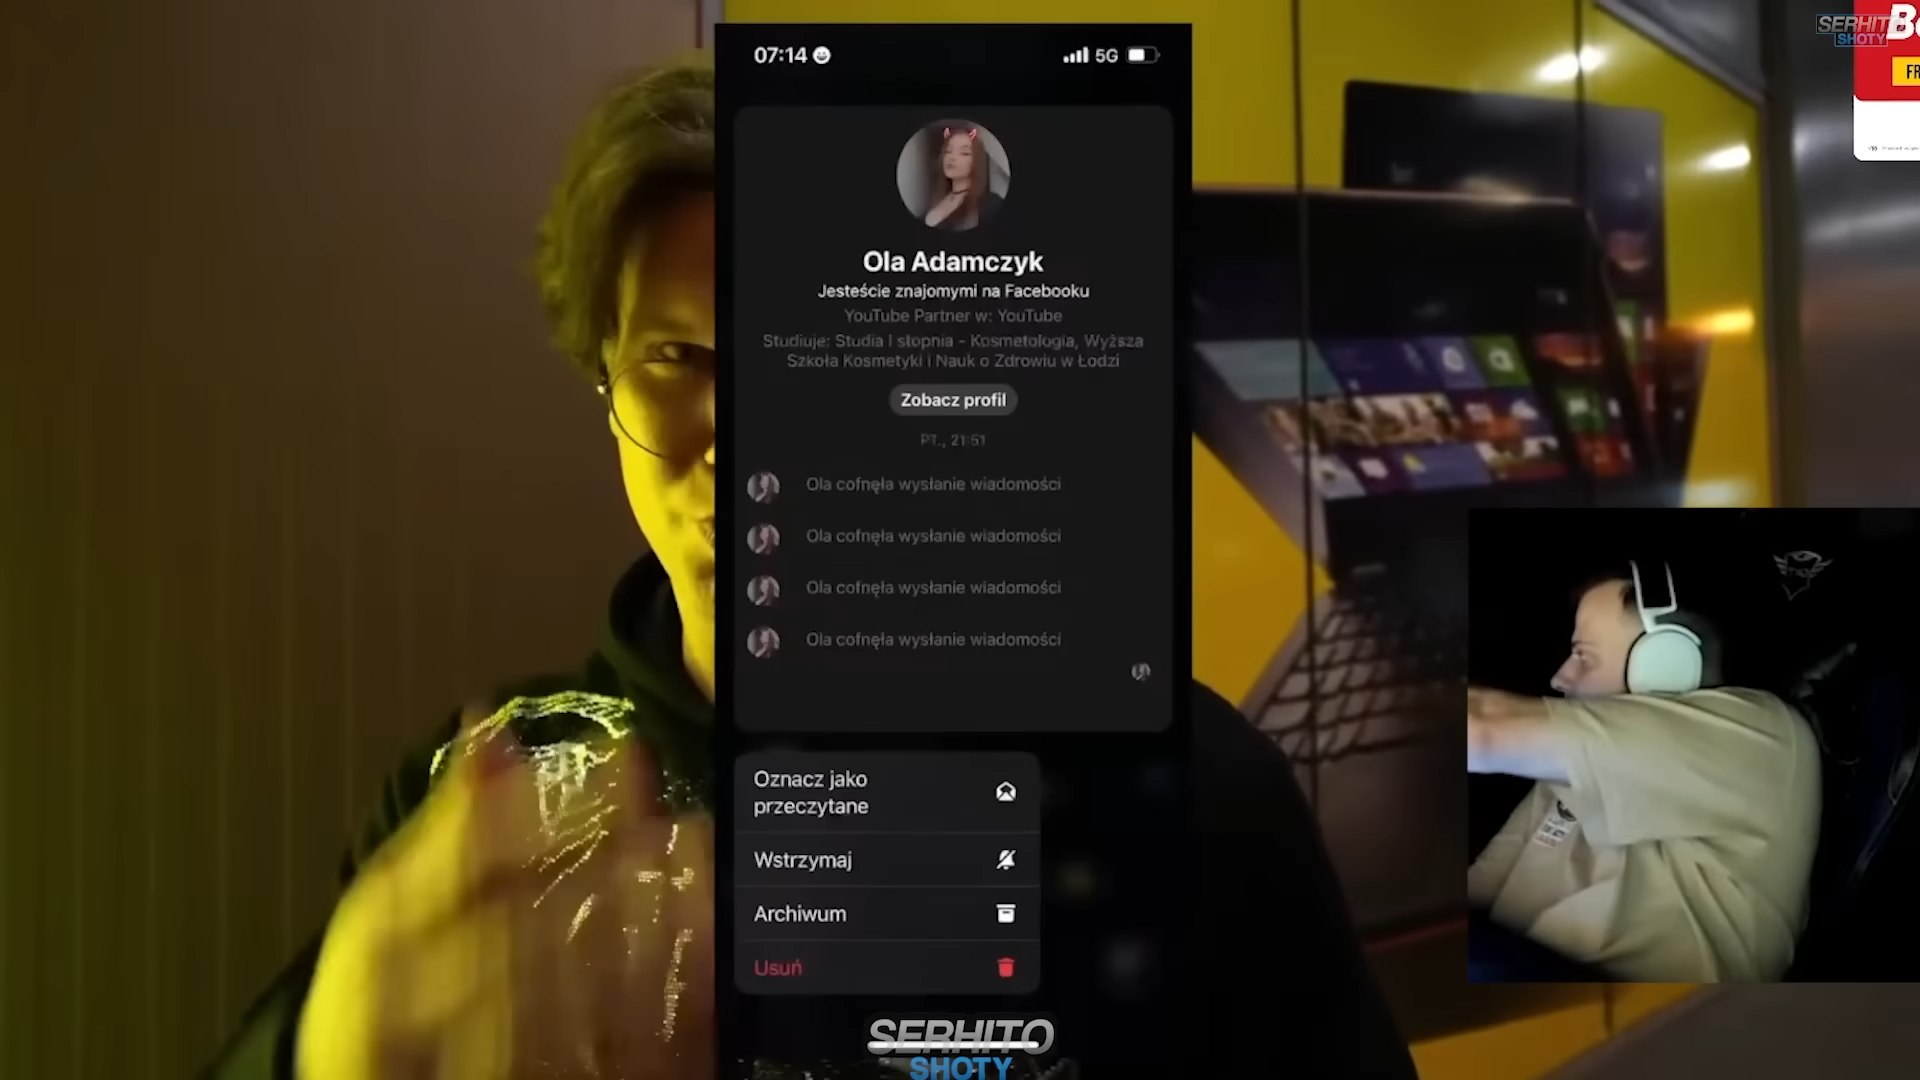 07:14
5G
Ola Adamczyk
Jesteście znajomymi na Facebooku
YouTube Partner w: YouTube
Studiuje: Studia I stopnia - Kosmetologia, Wyższa
Szkoła Kosmetyki i Nauk o Zdrowiu w Łodzi
Zobacz profil
PT., 21:51
Ola cofnęła wysłanie wiadomości
Ola cofnęła wysłanie wiadomości
Ola cofnęła wysłanie wiadomości
Ola cofnęła wysłanie wiadomości
Oznacz jako
przeczytane
Wstrzymaj
Archiwum
Usuń
SERHITO
SHOTY
SERHITO
SHOTY
FR